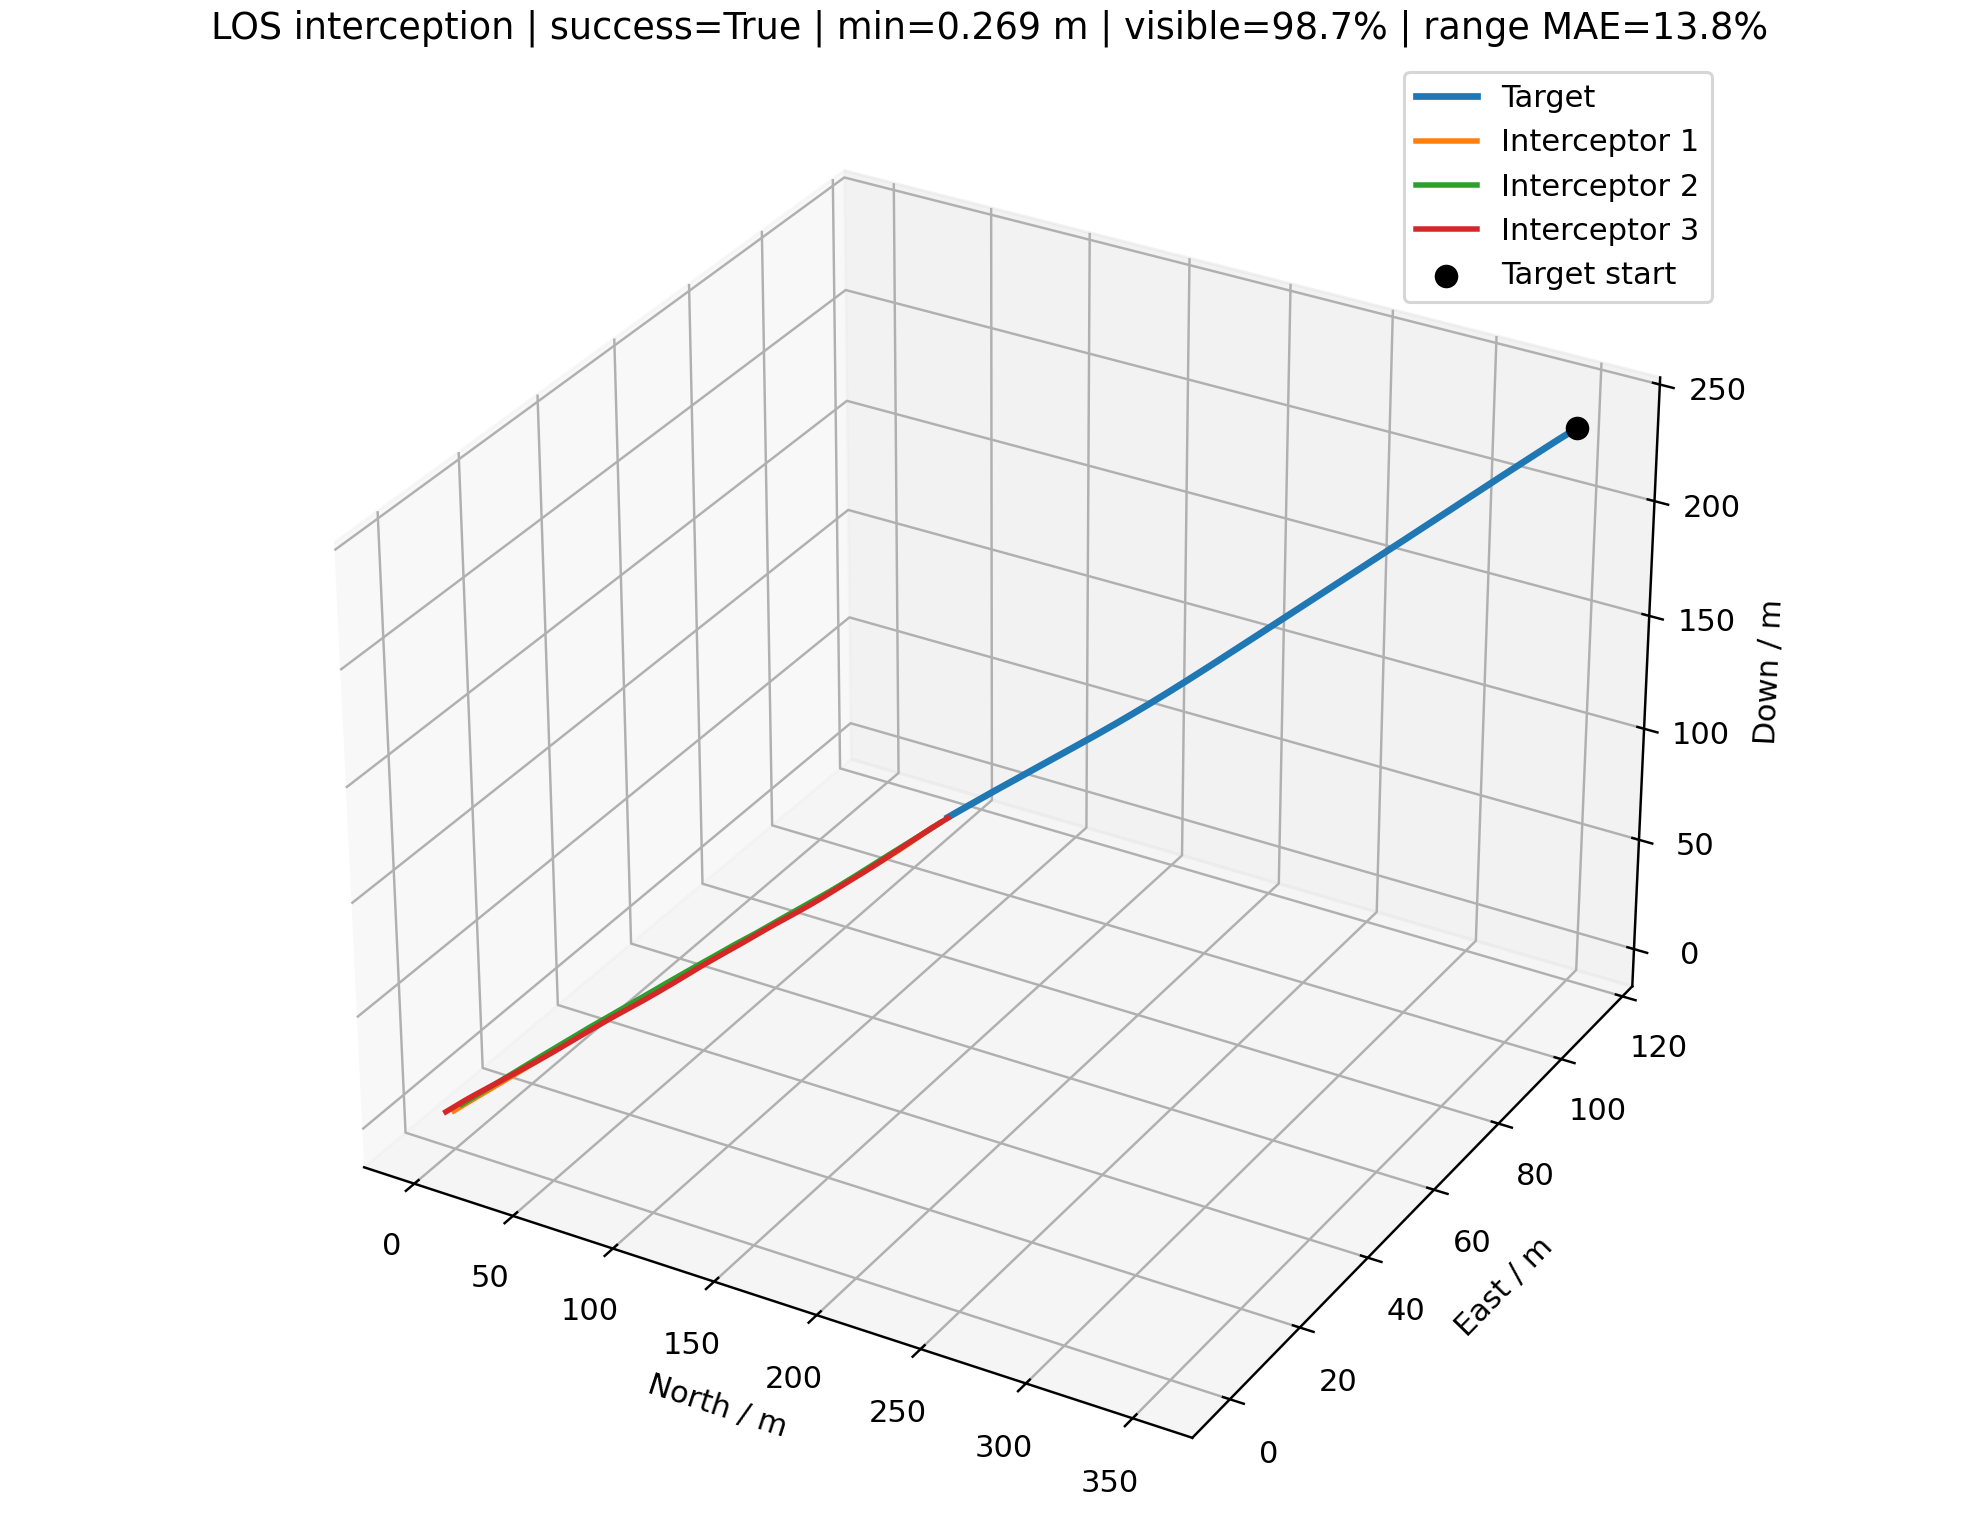 LOS interception | success=True | min=0.269 m | visible=98.7% | range MAE=13.8%
Target
Interceptor 1
Interceptor 2
Interceptor 3
Target start
250
200
150
100
50
0
Down / m
120
100
80
60
40
20
0
East / m
0
50
100
150
200
250
300
350
North / m